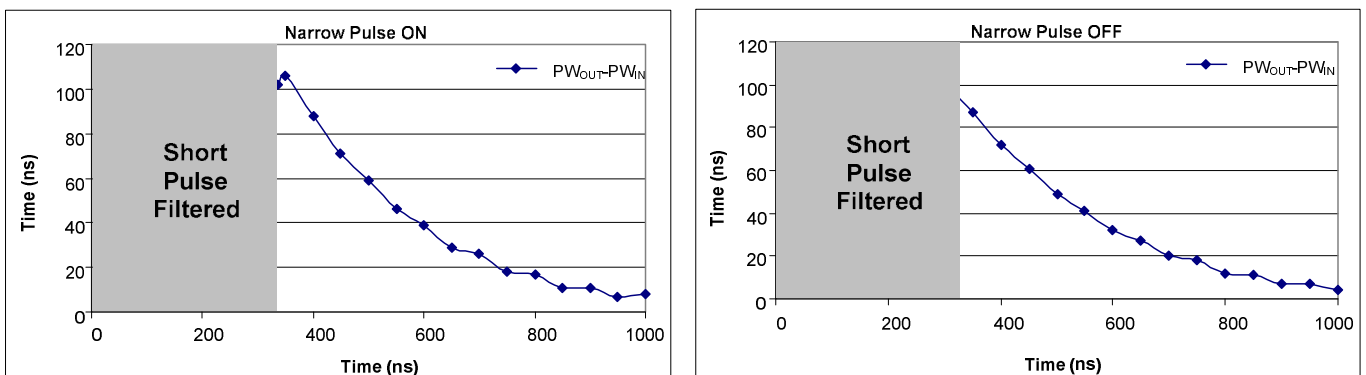 Narrow Pulse ON
120
100
80
60
40
20
0
Time (ns)
Short
Pulse
Filtered
PWOUT-PWIN
0 200 400 600 800 1000
Time (ns)
Narrow Pulse OFF
120
100
80
60
40
20
0
Time (ns)
Short
Pulse
Filtered
PWOUT-PWIN
0 200 400 600 800 1000
Time (ns)